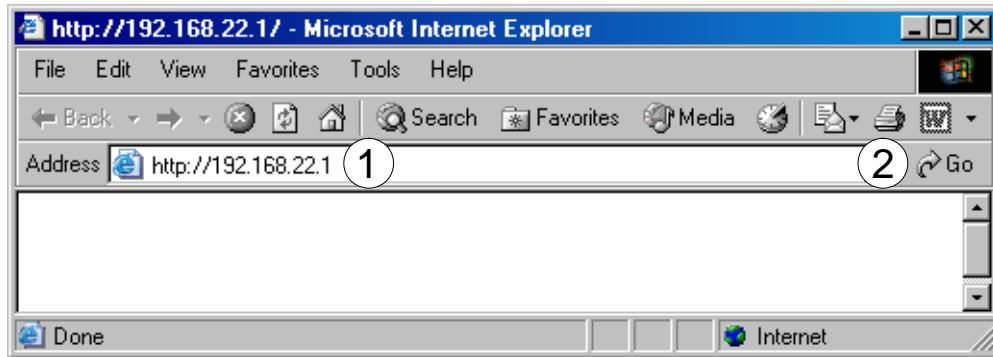 http://192.168.22.1/ - Microsoft Internet Explorer
File Edit View Favorites Tools Help
Back Search Favorites Media W
Address http://192.168.22.1 1 2 Go
Done Internet